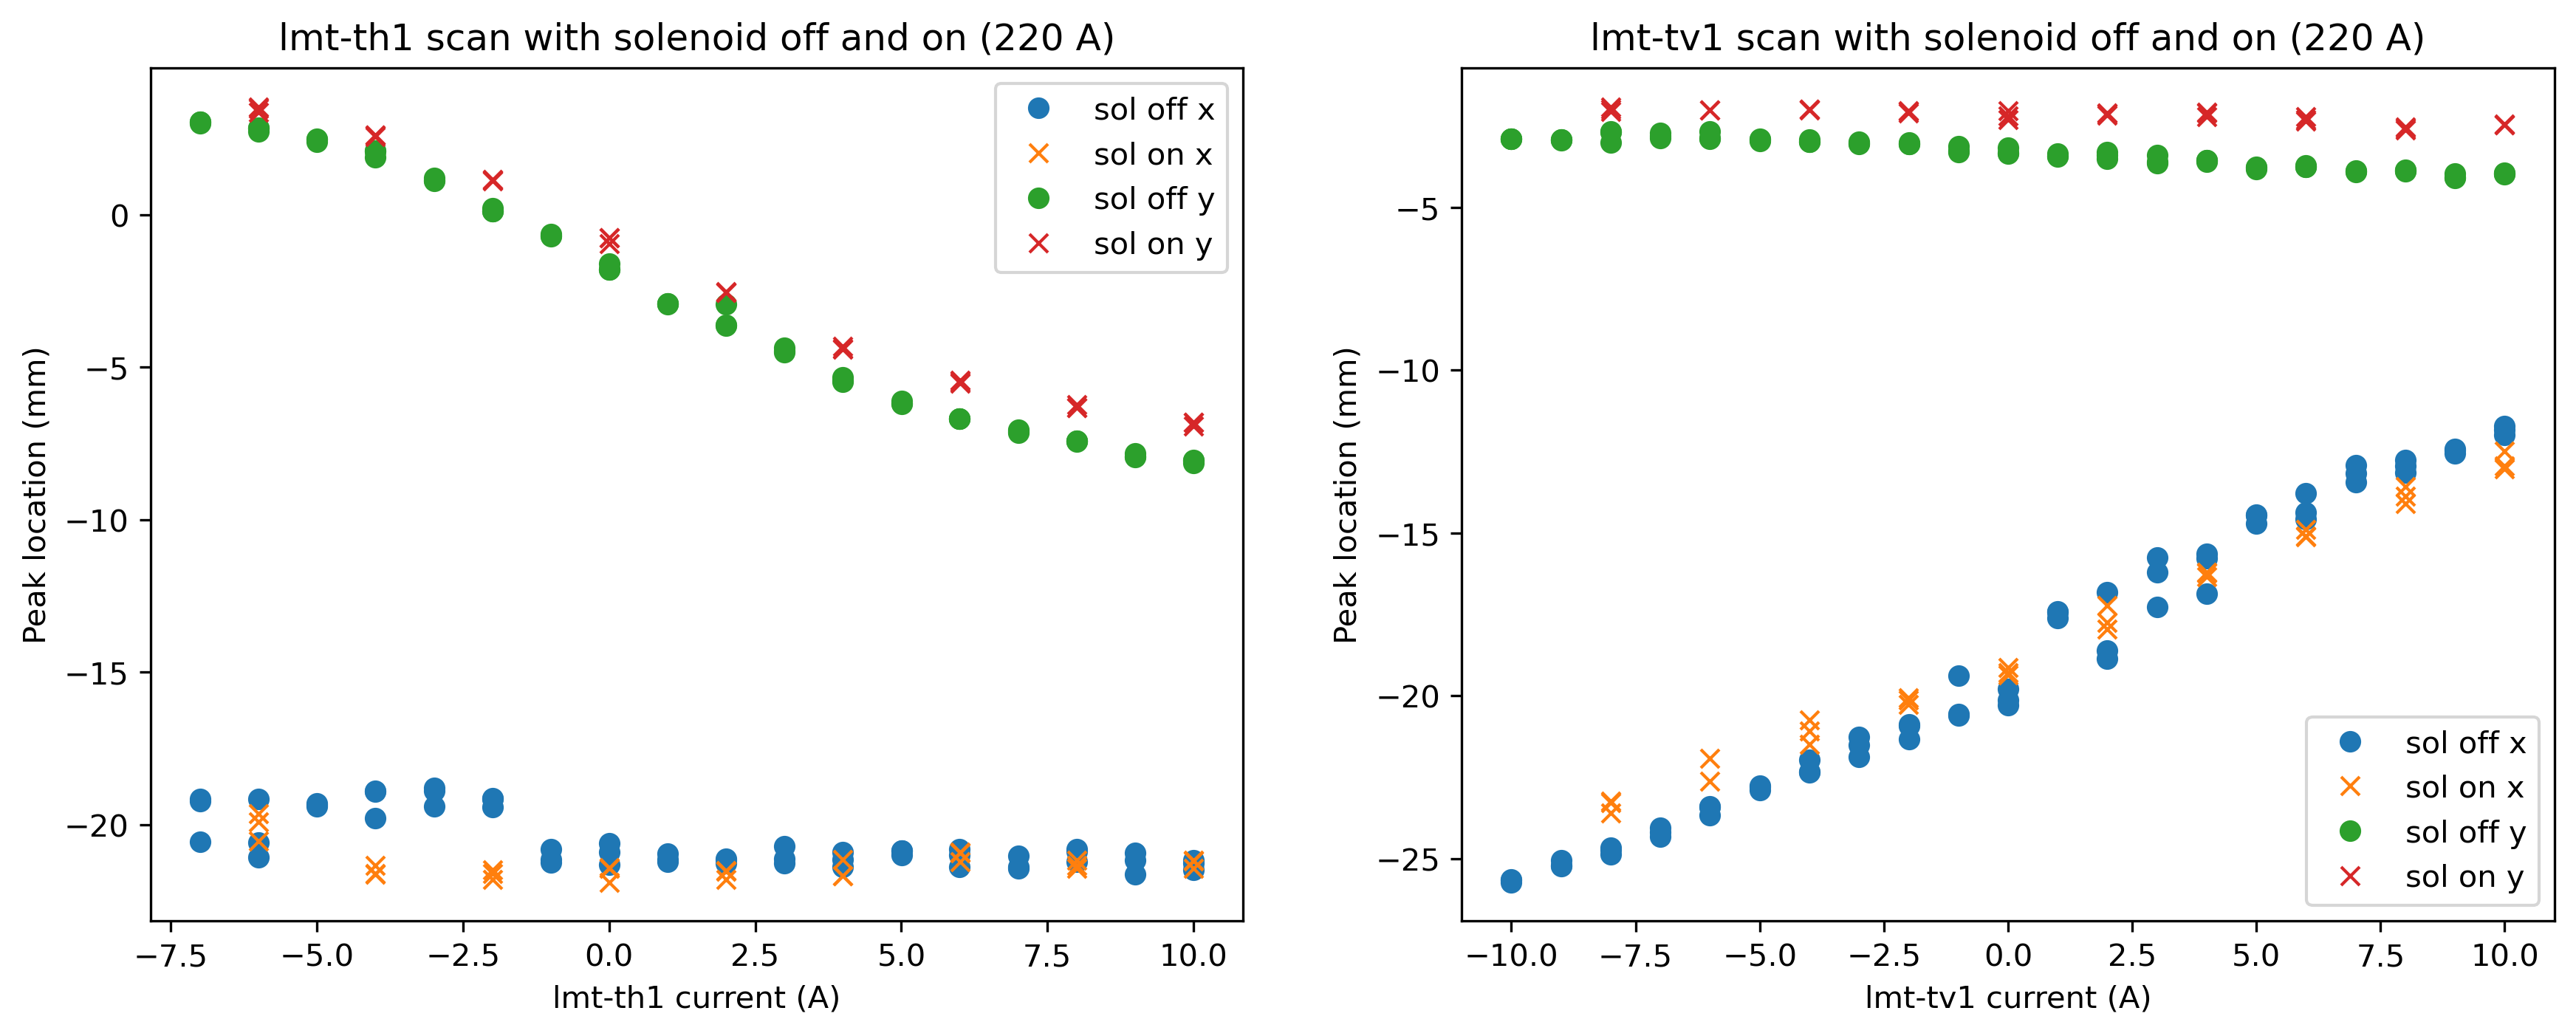 lmt-th1 scan with solenoid off and on (220 A)
sol off x
sol on x
sol off y
sol on y
0
−5
−10
−15
−20
Peak location (mm)
−7.5 −5.0 −2.5 0.0 2.5 5.0 7.5 10.0
lmt-th1 current (A)
lmt-tv1 scan with solenoid off and on (220 A)
−5
−10
−15
−20
−25
Peak location (mm)
sol off x
sol on x
sol off y
sol on y
−10.0 −7.5 −5.0 −2.5 0.0 2.5 5.0 7.5 10.0
lmt-tv1 current (A)